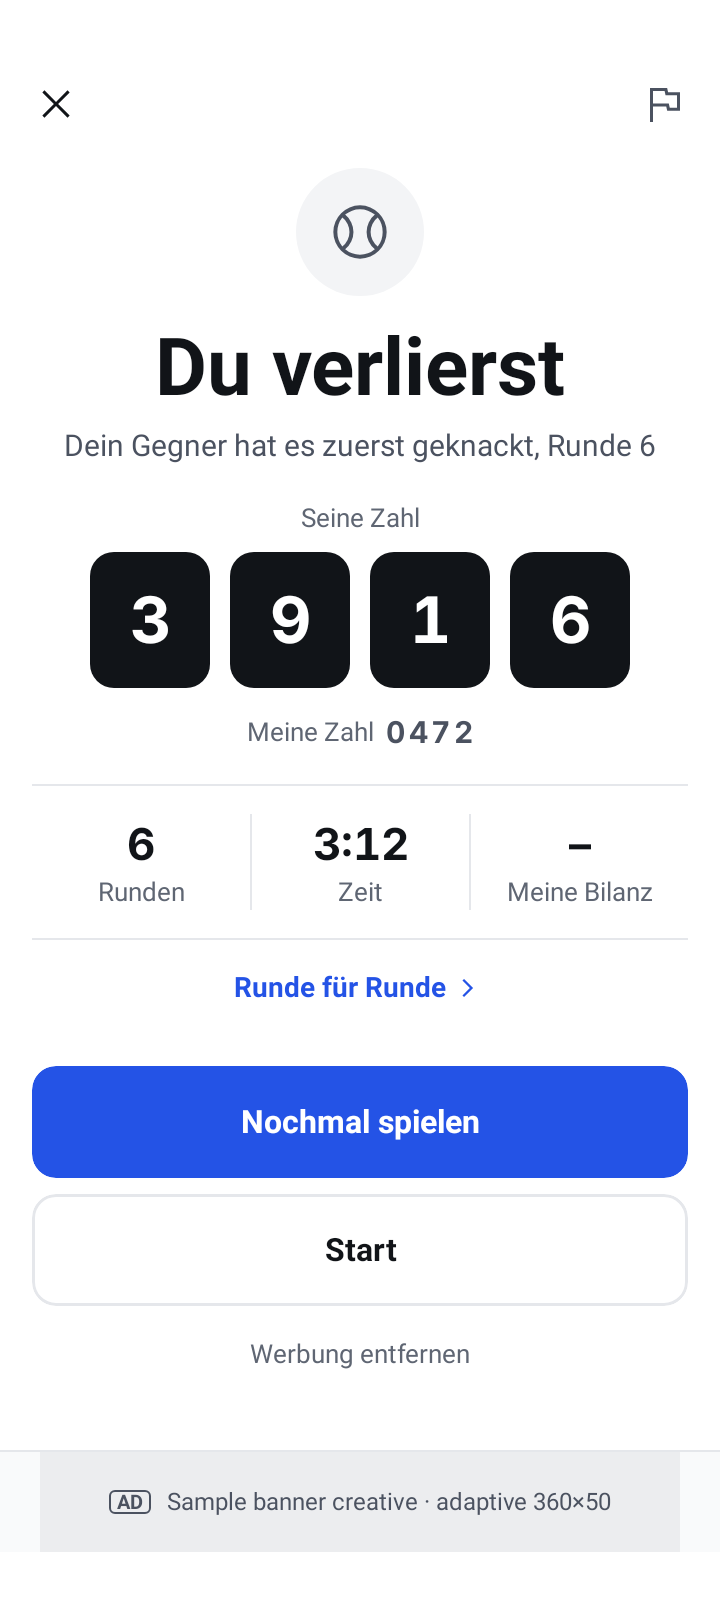 Du verlierst
Dein Gegner hat es zuerst geknackt, Runde 6
Seine Zahl
3 9 1 6
Meine Zahl 0472
6 3:12 –
Runden Zeit Meine Bilanz
Runde für Runde
Nochmal spielen
Start
Werbung entfernen
AD Sample banner creative · adaptive 360×50